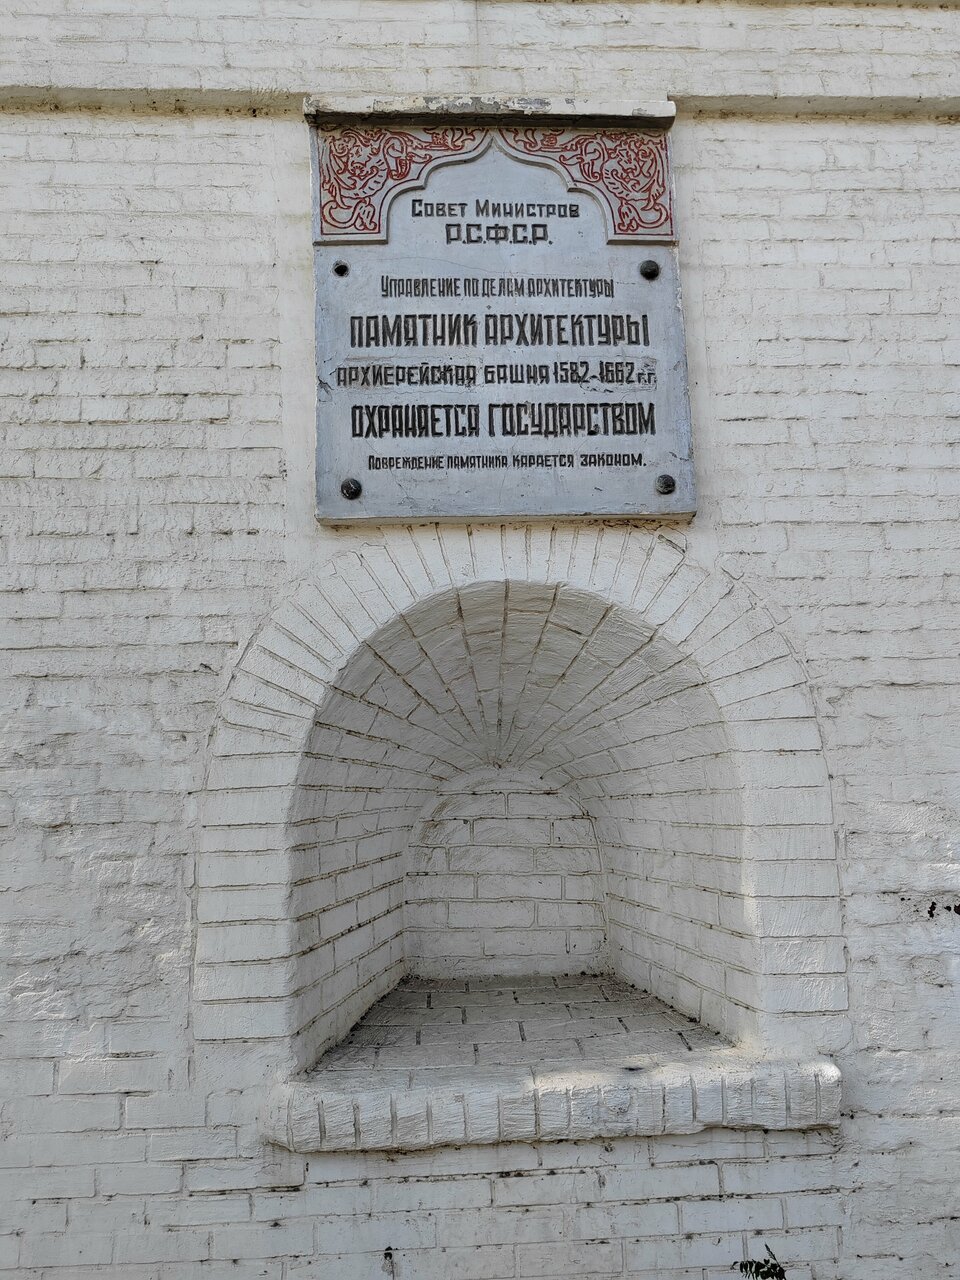 Совет Министров
Р.С.Ф.С.Р.
Управление по делам архитектуры
Памятник архитектуры
Архиерейская башня 1582-1662 г.г.
Охраняется государством
Повреждение памятника карается законом.